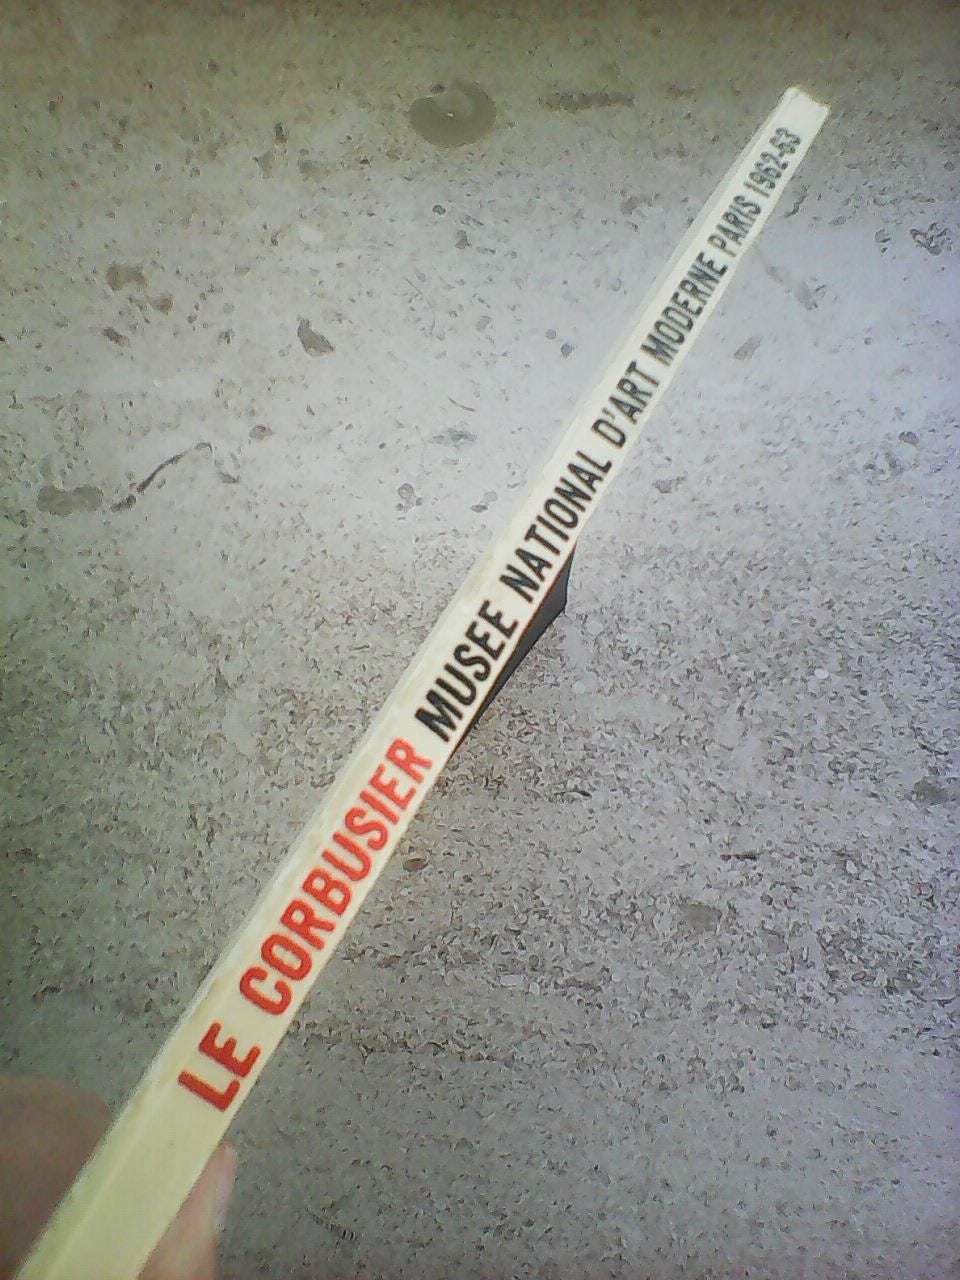 LE CORBUSIER MUSEE NATIONAL D'ART MODERNE PARIS 1962-63